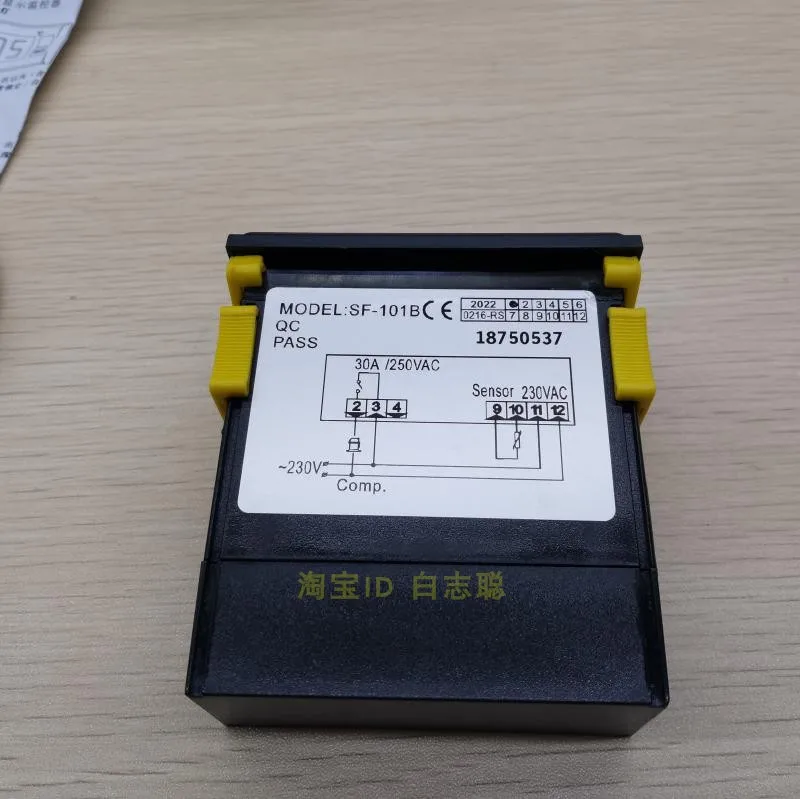 MODEL:SF-101B CE
2022 2 3 4 5 6
0216-RS 7 8 9 10 11 12
QC
PASS
18750537
30A /250VAC
Sensor 230VAC
2 3 4
9 10 11 12
~230V
Comp.
淘宝ID 白志聪